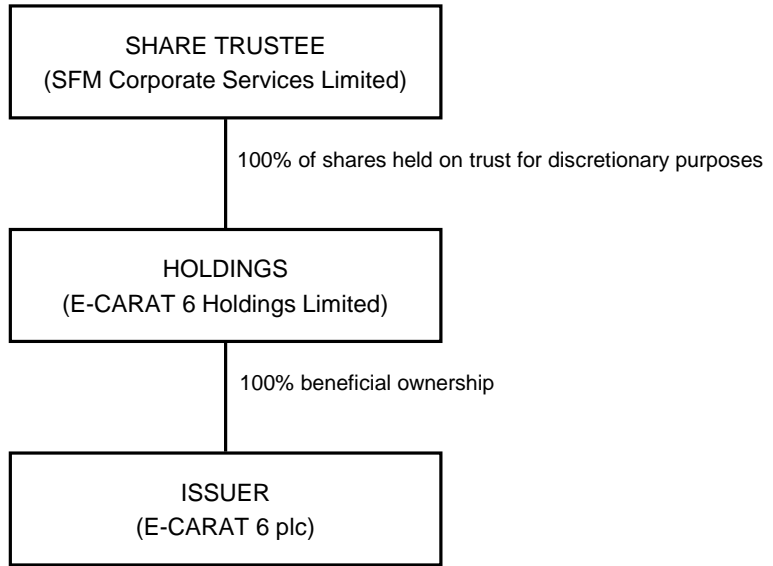 SHARE TRUSTEE
(SFM Corporate Services Limited)
100% of shares held on trust for discretionary purposes
HOLDINGS
(E-CARAT 6 Holdings Limited)
100% beneficial ownership
ISSUER
(E-CARAT 6 plc)